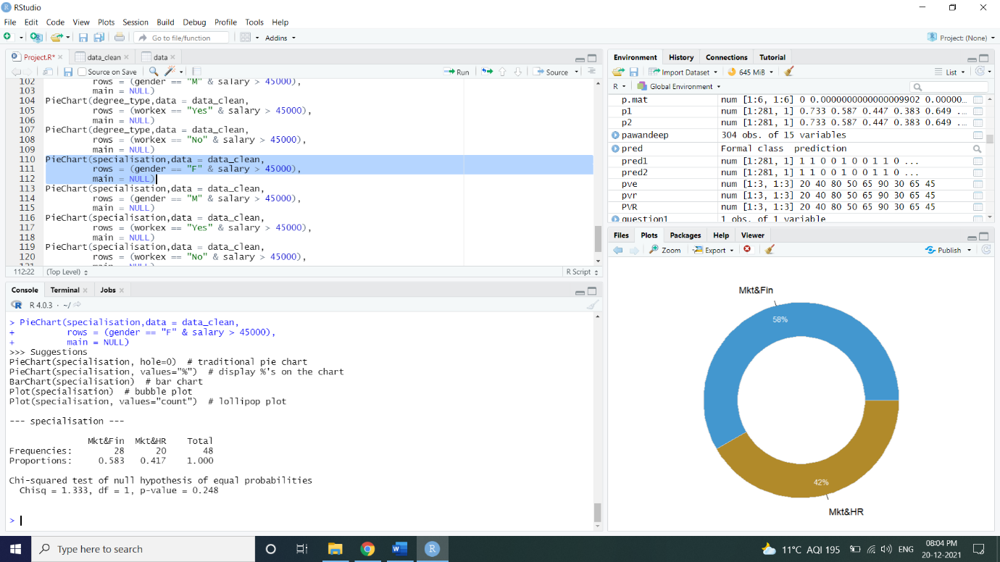 RStudio
File Edit Code View Plots Session Build Debug Profile Tools Help
Go to file/function Addins Project: (None)
Project.R* data_clean data
Source on Save Run Source
102 rows = (gender == "M" & salary > 45000),
103 main = NULL)
104 PieChart(degree_type,data = data_clean,
105 rows = (workex == "Yes" & salary > 45000),
106 main = NULL)
107 PieChart(degree_type,data = data_clean,
108 rows = (workex == "No" & salary > 45000),
109 main = NULL)
110 PieChart(specialisation,data = data_clean,
111 rows = (gender == "F" & salary > 45000),
112 main = NULL)
113 PieChart(specialisation,data = data_clean,
114 rows = (gender == "M" & salary > 45000),
115 main = NULL)
116 PieChart(specialisation,data = data_clean,
117 rows = (workex == "Yes" & salary > 45000),
118 main = NULL)
119 PieChart(specialisation,data = data_clean,
120 rows = (workex == "No" & salary > 45000),
112:22 (Top Level) R Script
Console Terminal Jobs
R 4.0.3 · ~/
> PieChart(specialisation,data = data_clean,
+ rows = (gender == "F" & salary > 45000),
+ main = NULL)
>>> Suggestions
PieChart(specialisation, hole=0) # traditional pie chart
PieChart(specialisation, values="%") # display %'s on the chart
BarChart(specialisation) # bar chart
Plot(specialisation) # bubble plot
Plot(specialisation, values="count") # lollipop plot
--- specialisation ---
Mkt&Fin Mkt&HR Total
Frequencies: 28 20 48
Proportions: 0.583 0.417 1.000
Chi-squared test of null hypothesis of equal probabilities
Chisq = 1.333, df = 1, p-value = 0.248
>
Environment History Connections Tutorial
Import Dataset 645 MiB List
R Global Environment
p.mat num [1:6, 1:6] 0 0.0000000000000009902 0.00000...
p1 num [1:281, 1] 0.733 0.587 0.447 0.383 0.649 ...
p2 num [1:281, 1] 0.733 0.587 0.447 0.383 0.649 ...
pawandeep 304 obs. of 15 variables
pred Formal class prediction
pred1 num [1:281, 1] 1 1 0 0 1 0 0 1 1 0 ...
pred2 num [1:281, 1] 1 1 0 0 1 0 0 1 1 0 ...
pve num [1:3, 1:3] 20 40 80 50 65 90 30 65 45
pvr num [1:3, 1:3] 20 40 80 50 65 90 30 65 45
PVR num [1:3, 1:3] 20 40 80 50 65 90 30 65 45
question1 1 obs. of 1 variable
Files Plots Packages Help Viewer
Zoom Export Publish
Mkt&Fin
58%
42%
Mkt&HR
Type here to search
11°C AQI 195 ENG
08:04 PM
20-12-2021